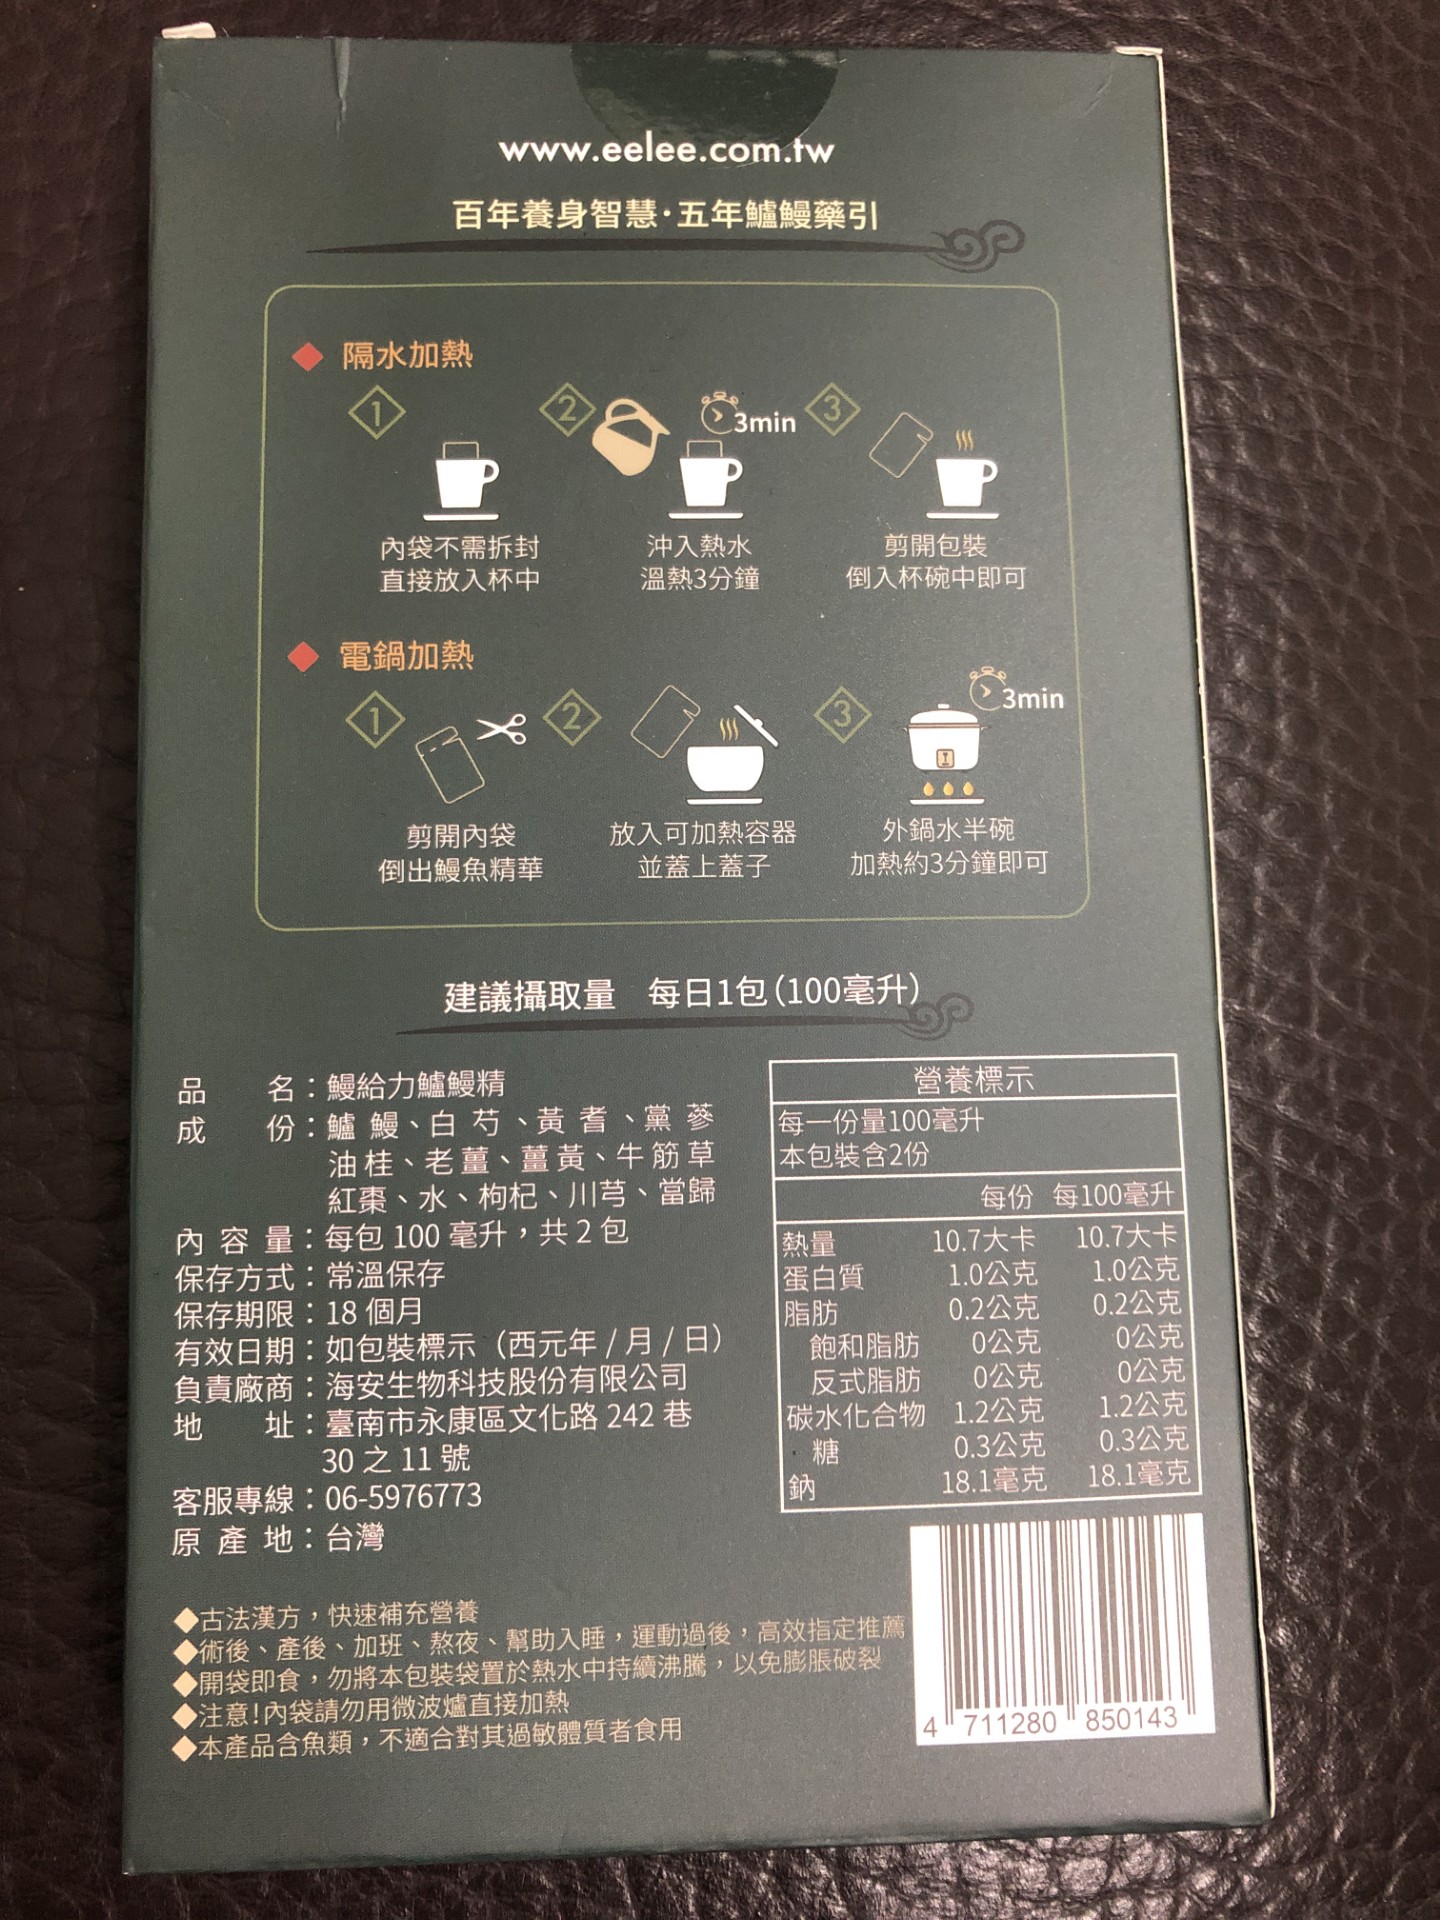 www.eelee.com.tw
百年養身智慧·五年鱸鰻藥引
隔水加熱
1
2
3min
3
內袋不需拆封
直接放入杯中
沖入熱水
溫熱3分鐘
剪開包裝
倒入杯碗中即可
電鍋加熱
1
2
3
3min
剪開內袋
倒出鰻魚精華
放入可加熱容器
並蓋上蓋子
外鍋水半碗
加熱約3分鐘即可
建議攝取量 每日1包(100毫升)
品名：鰻給力鱸鰻精
成份：鱸鰻、白芍、黃耆、黨蔘
油桂、老薑、薑黃、牛筋草
紅棗、水、枸杞、川芎、當歸
內容量：每包 100 毫升，共 2 包
保存方式：常溫保存
保存期限：18 個月
有效日期：如包裝標示（西元年 / 月 / 日）
負責廠商：海安生物科技股份有限公司
地址：臺南市永康區文化路 242 巷
30 之 11 號
客服專線：06-5976773
原產地：台灣
營養標示
每一份量100毫升
本包裝含2份
每份 每100毫升
熱量 10.7大卡 10.7大卡
蛋白質 1.0公克 1.0公克
脂肪 0.2公克 0.2公克
飽和脂肪 0公克 0公克
反式脂肪 0公克 0公克
碳水化合物 1.2公克 1.2公克
糖 0.3公克 0.3公克
鈉 18.1毫克 18.1毫克
◆古法漢方，快速補充營養
◆術後、產後、加班、熬夜、幫助入睡，運動過後，高效指定推薦
◆開袋即食，勿將本包裝袋置於熱水中持續沸騰，以免膨脹破裂
◆注意!內袋請勿用微波爐直接加熱
◆本產品含魚類，不適合對其過敏體質者食用
4 711280 850143